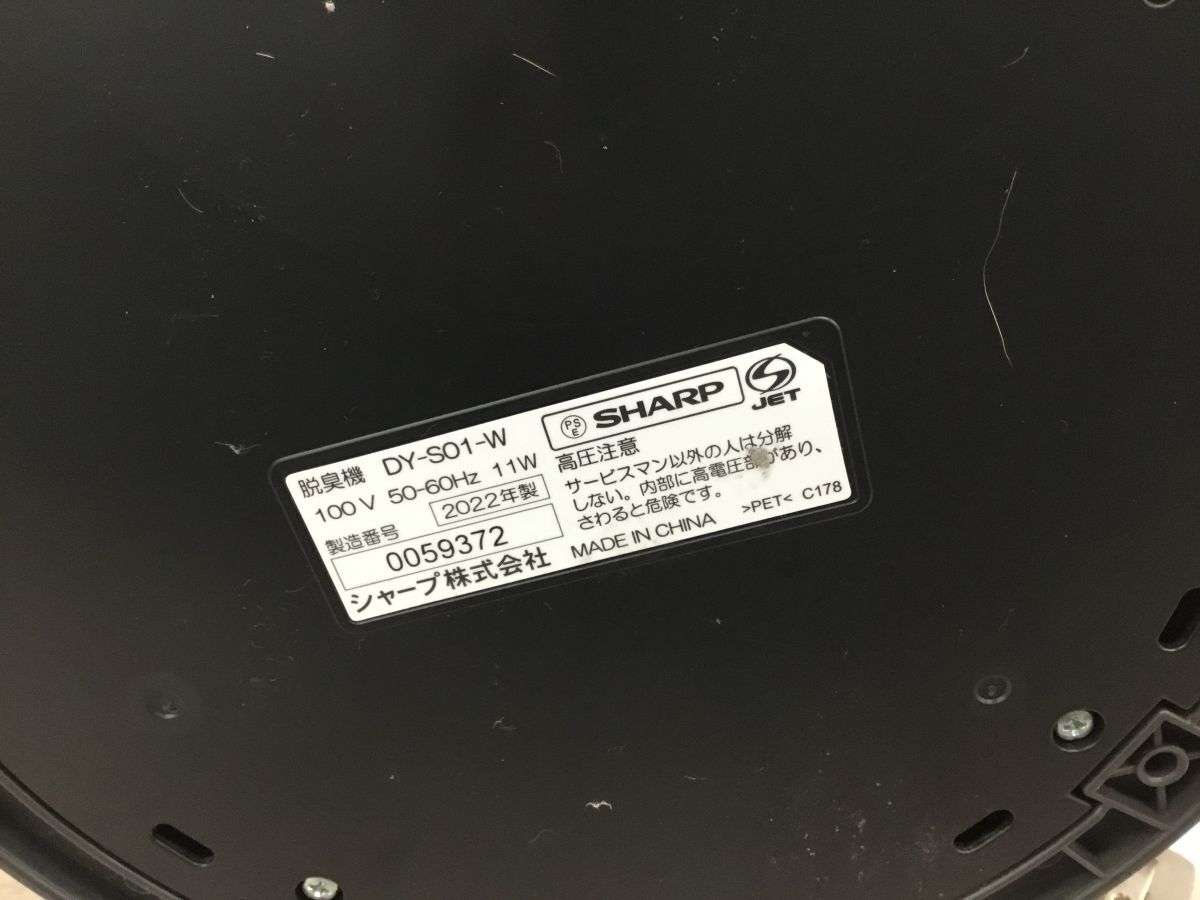 脱臭機 DY-S01-W
100V 50-60Hz 11W
製造番号 2022年製
0059372
シャープ株式会社
PSE SHARP
JET
高圧注意
サービスマン以外の人は分解
しない。内部に高電圧部があり、
さわると危険です。
MADE IN CHINA >PET< C178